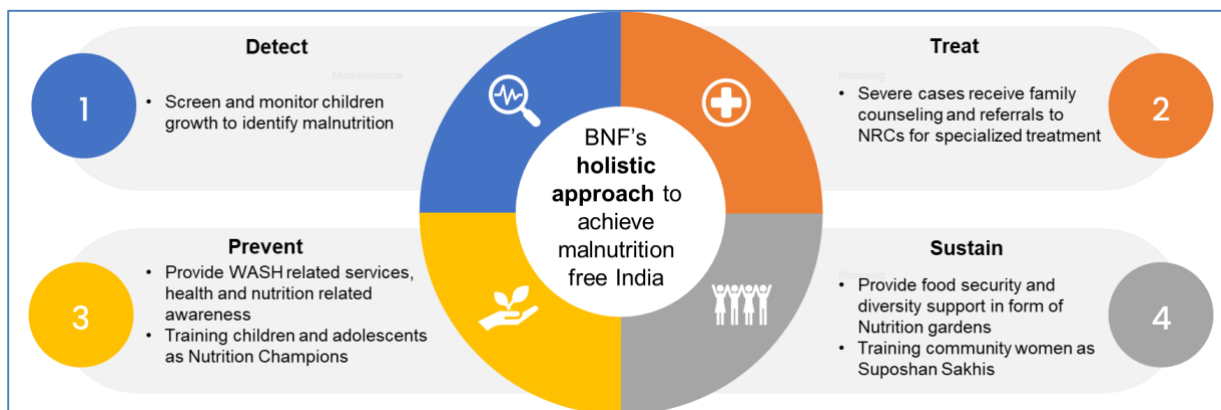 Detect
Maintenance
1
• Screen and monitor children
growth to identify malnutrition
Treat
Planning
• Severe cases receive family
counseling and referrals to
NRCs for specialized treatment
2
BNF's
holistic
approach to
achieve
malnutrition
free India
Prevent
3
• Provide WASH related services,
health and nutrition related
awareness
• Training children and adolescents
as Nutrition Champions
Sustain
Planning
• Provide food security and
diversity support in form of
Nutrition gardens
• Training community women as
Suposhan Sakhis
4